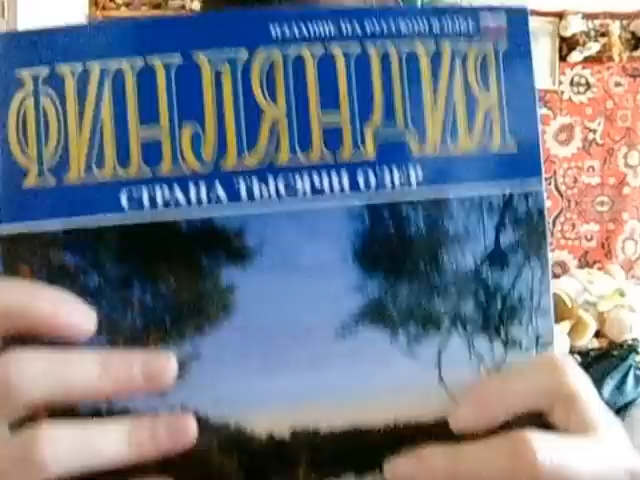 ИЗДАНИЕ НА РУССКОМ ЯЗЫКЕ
ФИНЛЯНДИЯ
СТРАНА ТЫСЯЧИ ОЗЕР